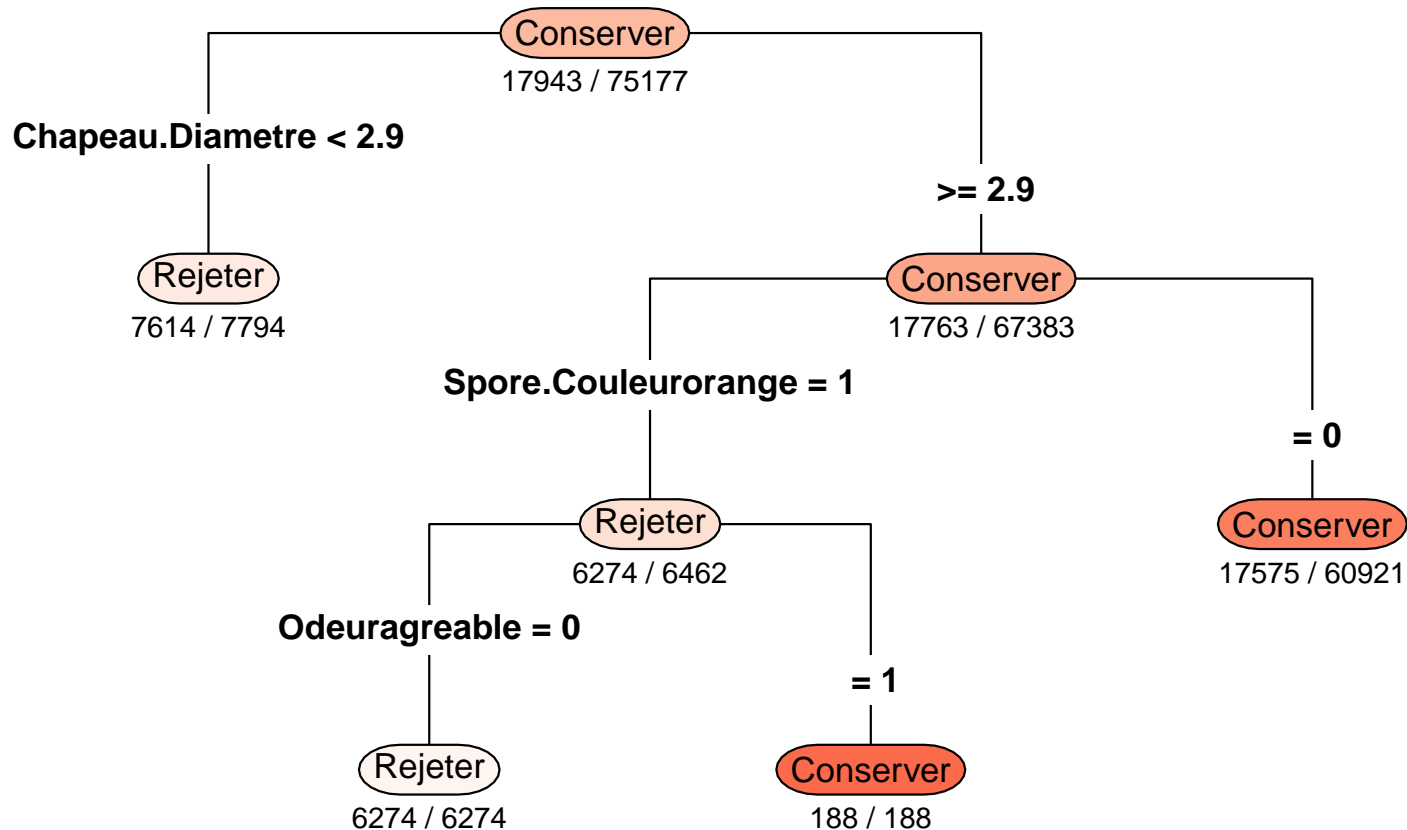 Conserver
17943 / 75177
Chapeau.Diametre < 2.9
>= 2.9
Rejeter
7614 / 7794
Conserver
17763 / 67383
Spore.Couleurorange = 1
= 0
Rejeter
6274 / 6462
Conserver
17575 / 60921
Odeuragreable = 0
= 1
Rejeter
6274 / 6274
Conserver
188 / 188